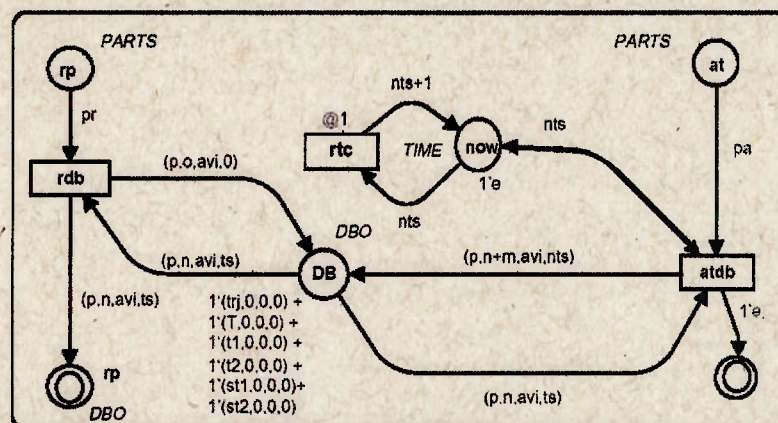 PARTS
PARTS
rp
at
nts+1
pr
@1
nts
rtc
TIME
now
pa
(p.o,avi,0)
rdb
1'e
nts
DBO
(p.n,avi,ts)
(p.n+m,avi,nts)
DB
atdb
(p.n,avi,ts)
1'(trj,0,0,0) +
1'(T,0,0,0) +
1'(t1,0,0,0) +
1'(t2,0,0,0) +
1'(st1.0,0,0)+
1'(st2,0,0,0)
1'e
rp
DBO
(p.n,avi,ts)